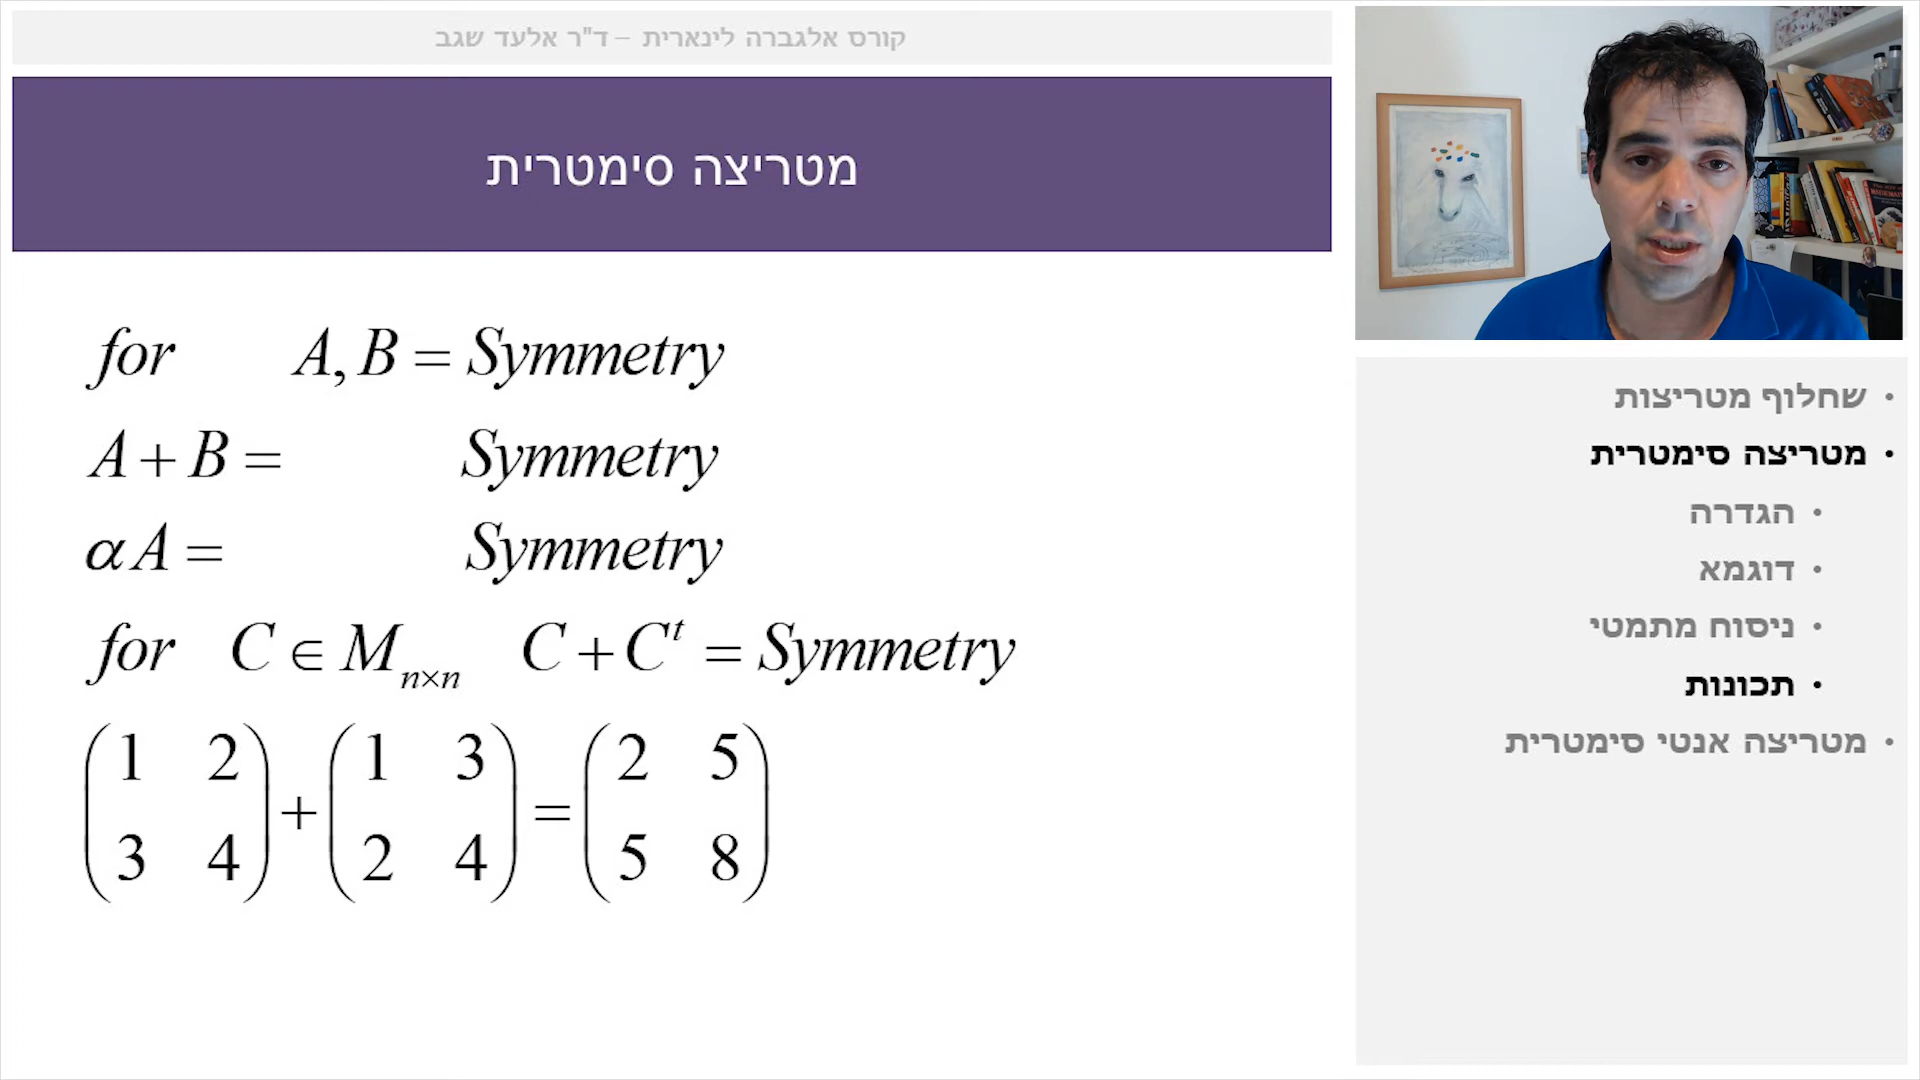 קורס אלגברה לינארית – ד"ר אלעד שגב
מטריצה סימטרית
for A, B = Symmetry
A + B = Symmetry
αA = Symmetry
for C ∈ M_{n×n} C + C^t = Symmetry
(1 2; 3 4) + (1 3; 2 4) = (2 5; 5 8)
• שחלוף מטריצות
• מטריצה סימטרית
• הגדרה
• דוגמא
• ניסוח מתמטי
• תכונות
• מטריצה אנטי סימטרית